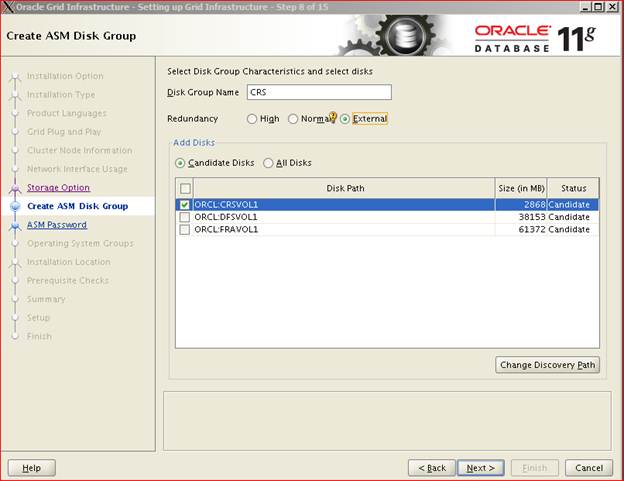 Oracle Grid Infrastructure - Setting up Grid Infrastructure - Step 8 of 15
Create ASM Disk Group
ORACLE
DATABASE 11g
Installation Option
Installation Type
Product Languages
Grid Plug and Play
Cluster Node Information
Network Interface Usage
Storage Option
Create ASM Disk Group
ASM Password
Operating System Groups
Installation Location
Prerequisite Checks
Summary
Setup
Finish
Select Disk Group Characteristics and select disks
Disk Group Name CRS
Redundancy High Normal External
Add Disks
Candidate Disks All Disks
Disk Path Size (in MB) Status
ORCL:CRSVOL1 2868 Candidate
ORCL:DFSVOL1 38153 Candidate
ORCL:FRAVOL1 61372 Candidate
Change Discovery Path
Help < Back Next > Finish Cancel